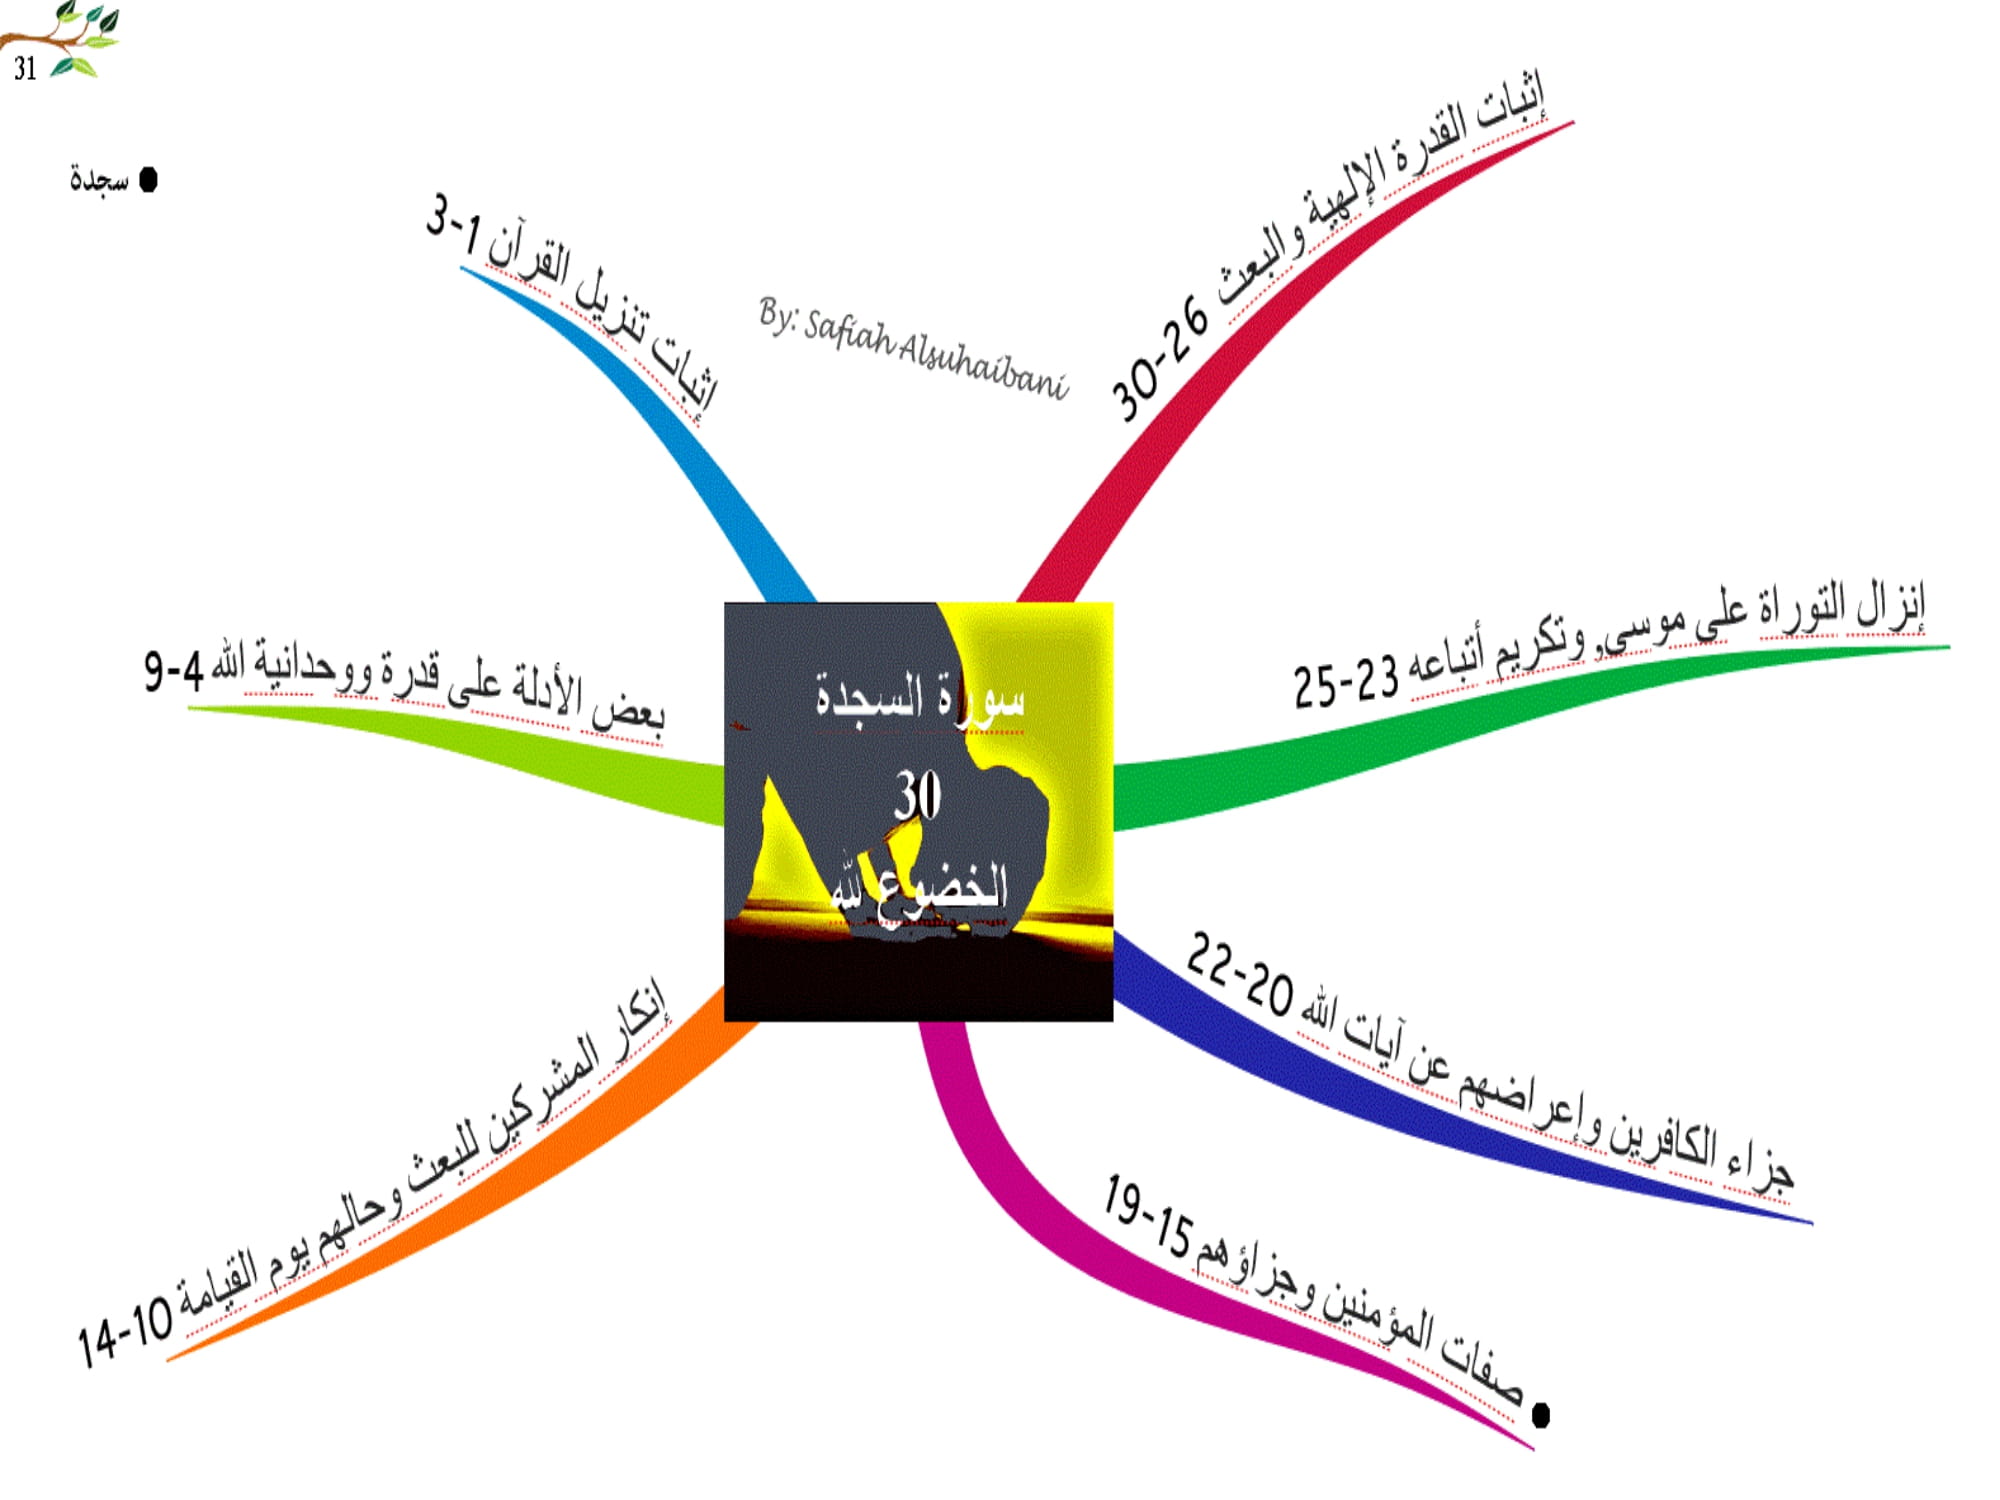 31
● سجدة
By: Safiah Alsuhaibani
سورة السجدة
30
الخضوع لله
إثبات تنزيل القرآن 1-3
بعض الأدلة على قدرة ووحدانية الله 4-9
إنكار المشركين للبعث وحالهم يوم القيامة 10-14
● صفات المؤمنين وجزاؤهم 15-19
جزاء الكافرين وإعراضهم عن آيات الله 20-22
إنزال التوراة على موسى, وتكريم أتباعه 23-25
إثبات القدرة الإلهية والبعث 26-30